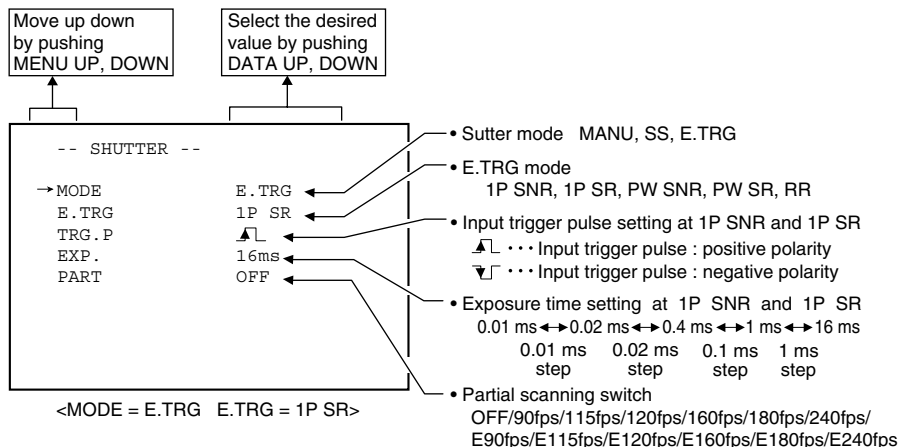 Move up down
by pushing
MENU UP, DOWN
Select the desired
value by pushing
DATA UP, DOWN
-- SHUTTER --
→MODE E.TRG
E.TRG 1P SR
TRG.P
EXP. 16ms
PART OFF
<MODE = E.TRG E.TRG = 1P SR>
• Sutter mode MANU, SS, E.TRG
• E.TRG mode
1P SNR, 1P SR, PW SNR, PW SR, RR
• Input trigger pulse setting at 1P SNR and 1P SR
··· Input trigger pulse : positive polarity
··· Input trigger pulse : negative polarity
• Exposure time setting at 1P SNR and 1P SR
0.01 ms↔0.02 ms↔0.4 ms↔1 ms↔16 ms
0.01 ms 0.02 ms 0.1 ms 1 ms
step step step step
• Partial scanning switch
OFF/90fps/115fps/120fps/160fps/180fps/240fps/
E90fps/E115fps/E120fps/E160fps/E180fps/E240fps